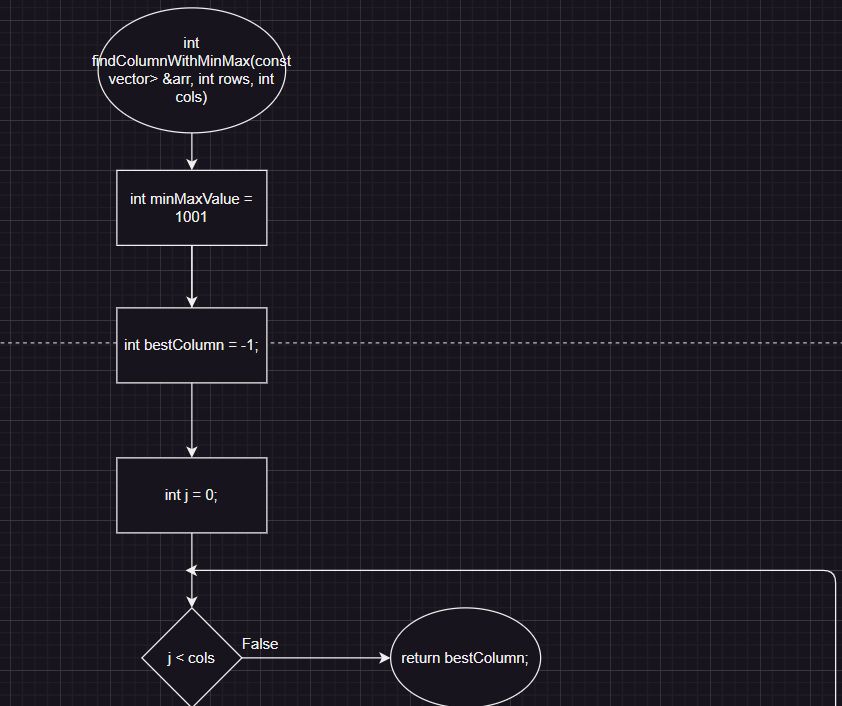 int
findColumnWithMinMax(const
vector> &arr, int rows, int
cols)
int minMaxValue =
1001
int bestColumn = -1;
int j = 0;
j < cols
False
return bestColumn;